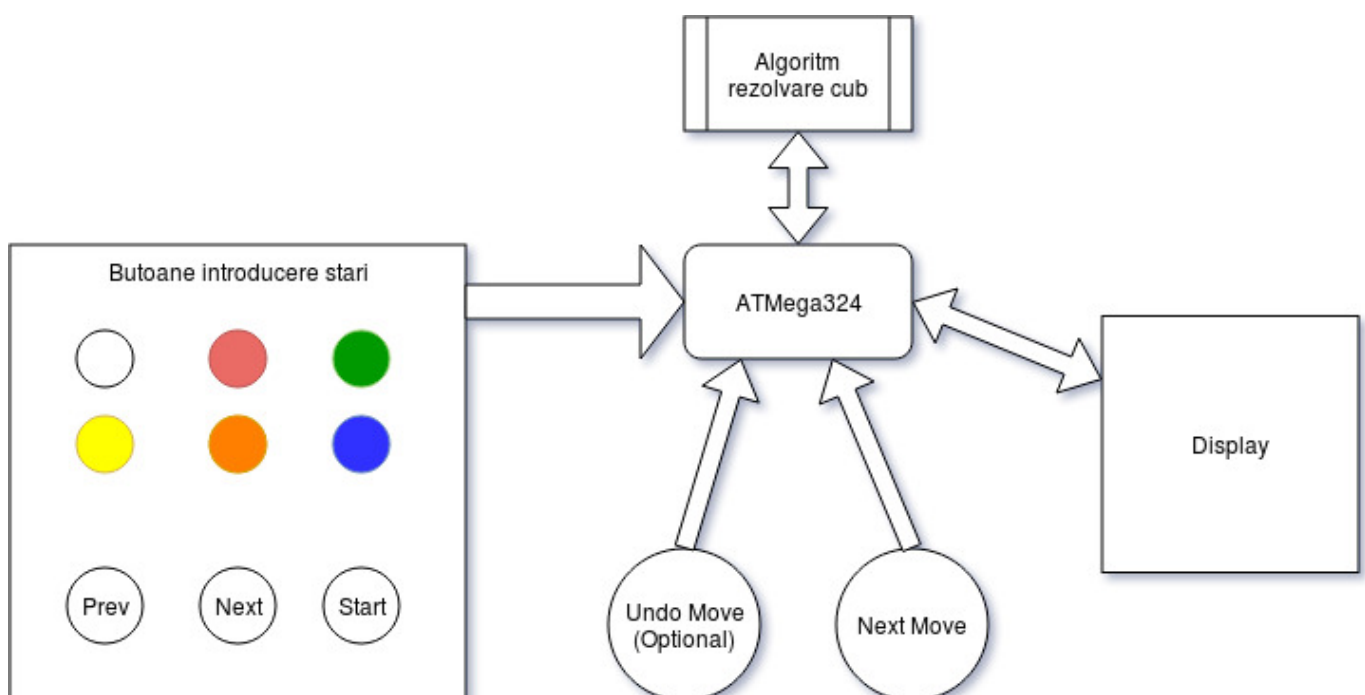 Algoritm
rezolvare cub
Butoane introducere stari
ATMega324
Display
Prev
Next
Start
Undo Move
(Optional)
Next Move